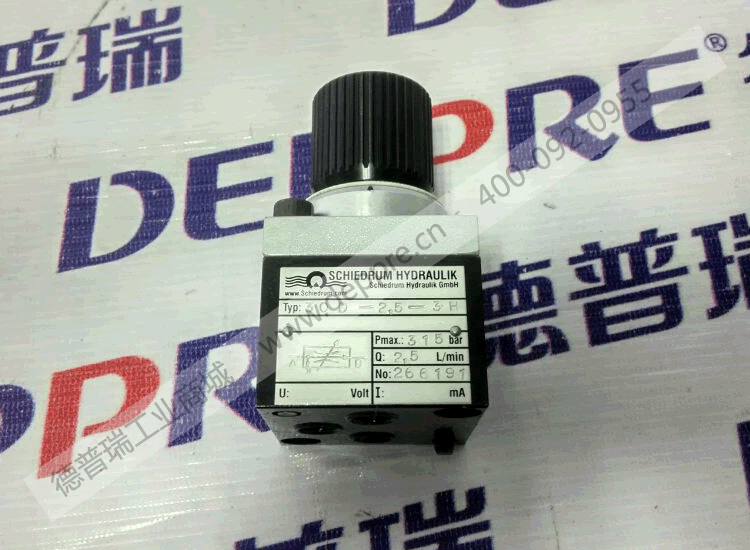 德普瑞
DEPPRE®
德普瑞
DEPPRE
德普瑞工业商城 www.depore.cn 400-092-0955
SCHIEDRUM HYDRAULIK
Schiedrum Hydraulik GmbH
www.Schiedrum.com
Typ: 2,5 - 3 H
Pmax.: 315 bar
Q: 2,5 L/min
No: 266191
U: Volt I: mA